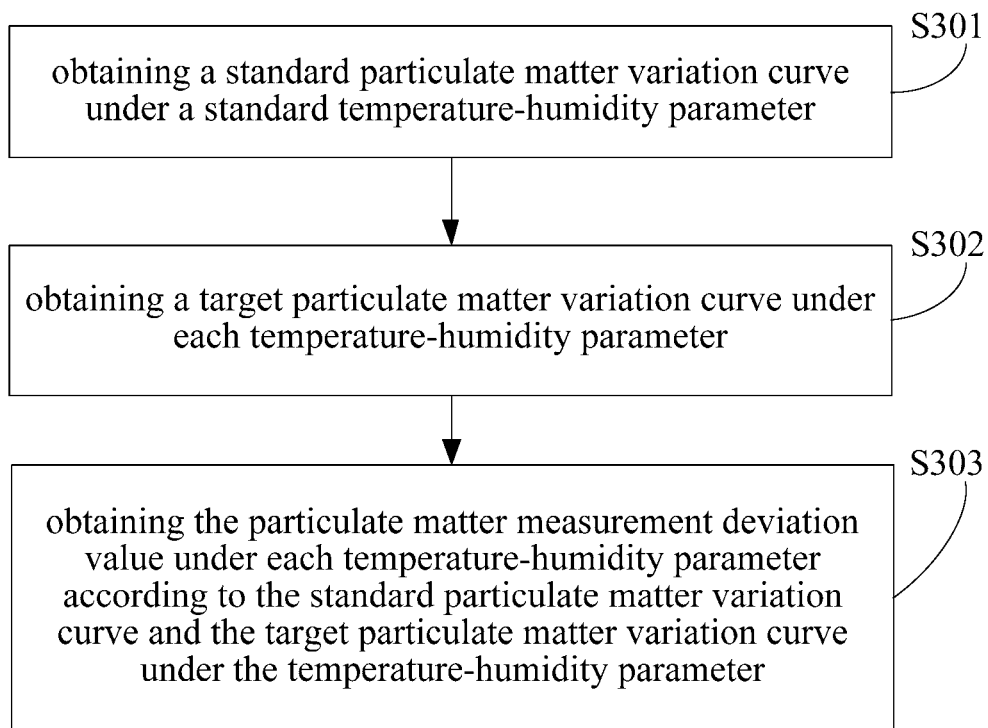 S301
obtaining a standard particulate matter variation curve
under a standard temperature-humidity parameter
S302
obtaining a target particulate matter variation curve under
each temperature-humidity parameter
S303
obtaining the particulate matter measurement deviation
value under each temperature-humidity parameter
according to the standard particulate matter variation
curve and the target particulate matter variation curve
under the temperature-humidity parameter